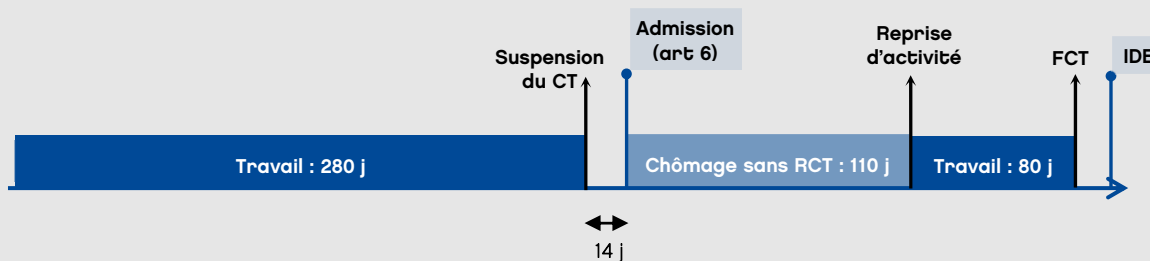 Suspension
du CT
Admission
(art 6)
Reprise
d'activité
FCT
IDE
Travail : 280 j
Chômage sans RCT : 110 j
Travail : 80 j
14 j